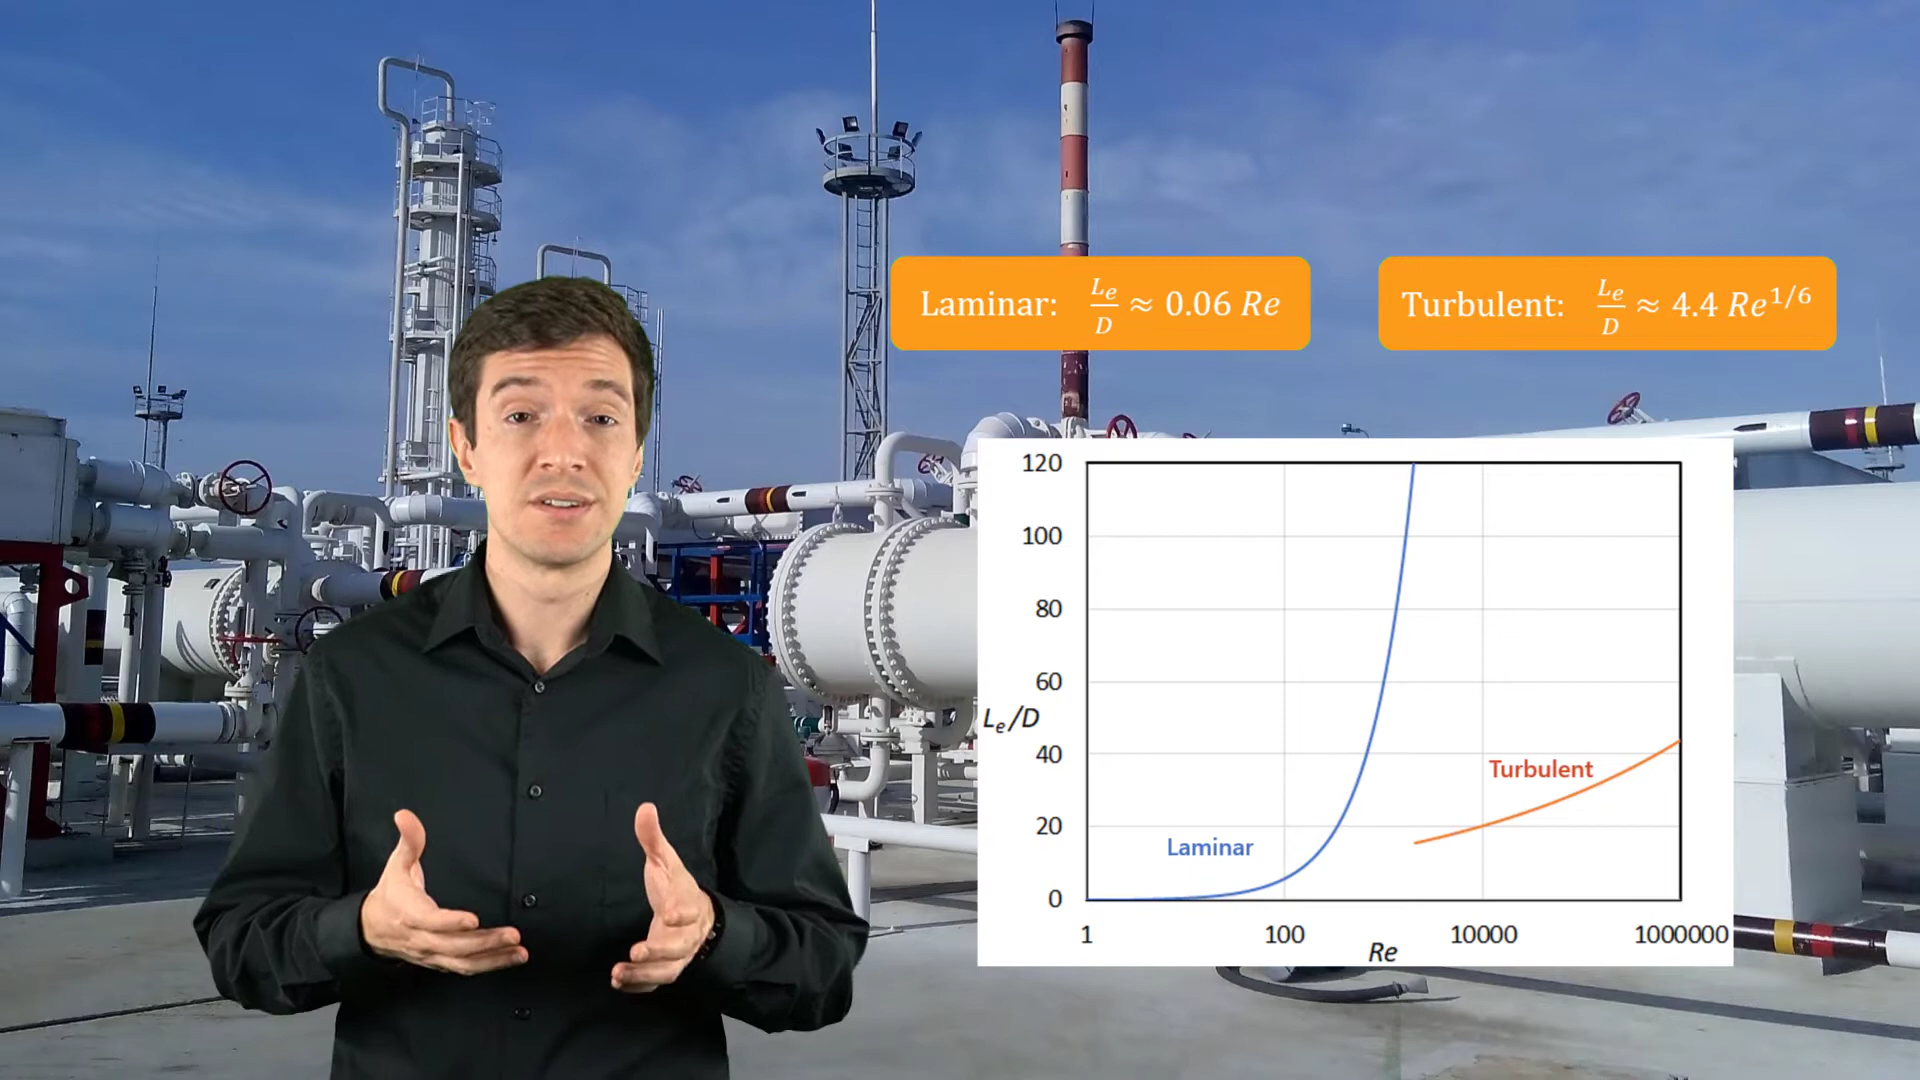 Laminar: Le/D ≈ 0.06 Re
Turbulent: Le/D ≈ 4.4 Re^1/6
120
100
80
60
Le/D
40
20
0
Turbulent
Laminar
1 100 10000 1000000
Re